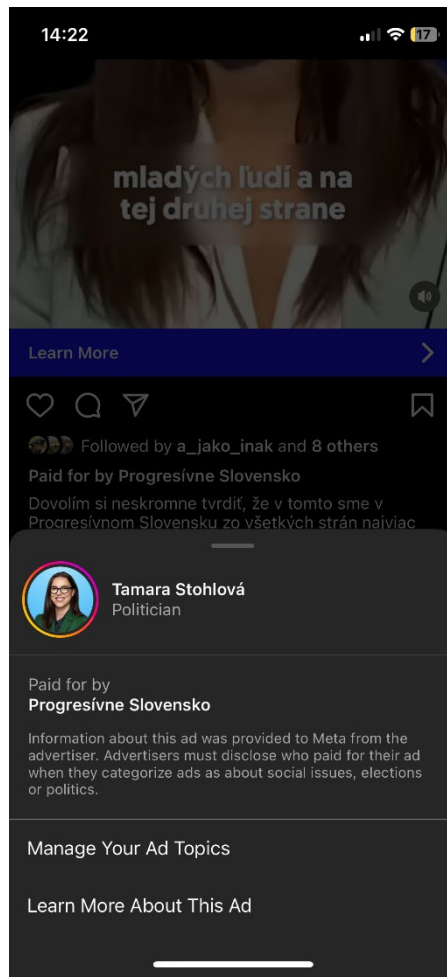 14:22
17
mladých ľudí a na
tej druhej strane
Learn More
Followed by a_jako_inak and 8 others
Paid for by Progresívne Slovensko
Dovolím si neskromne tvrdiť, že v tomto sme v
Progresívnom Slovensku zo všetkých strán najviac
Tamara Stohlová
Politician
Paid for by
Progresívne Slovensko
Information about this ad was provided to Meta from the
advertiser. Advertisers must disclose who paid for their ad
when they categorize ads as about social issues, elections
or politics.
Manage Your Ad Topics
Learn More About This Ad